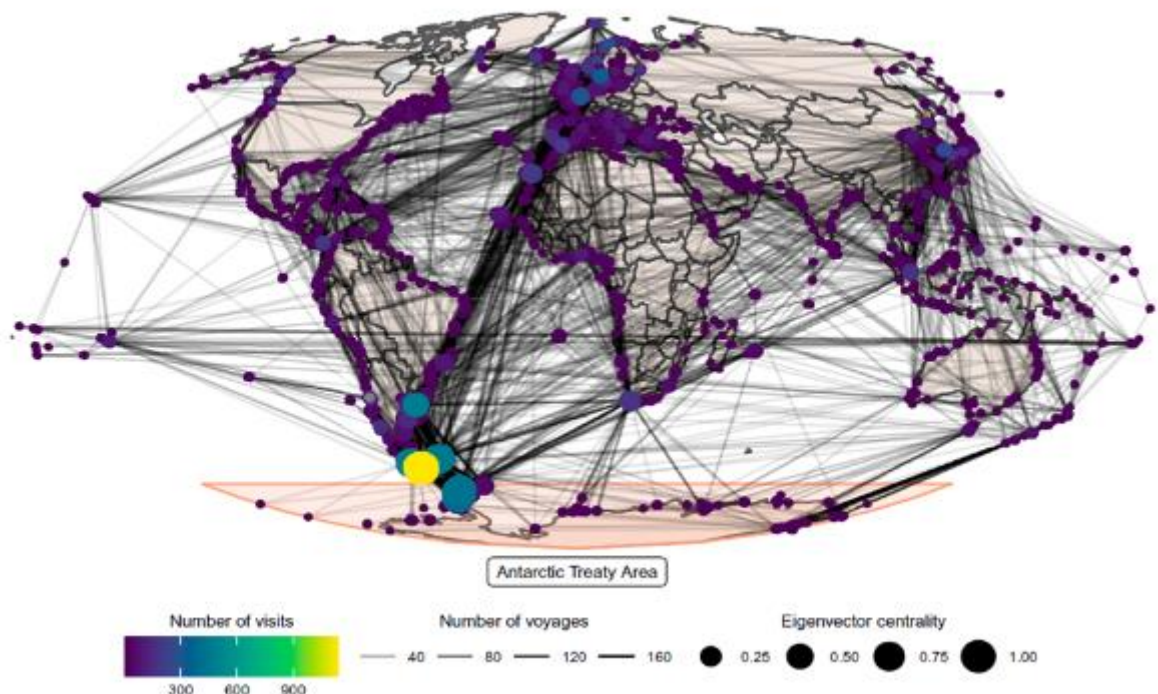 Antarctic Treaty Area
Number of visits
Number of voyages
Eigenvector centrality
40 80 120 160
0.25 0.50 0.75 1.00
300 600 900